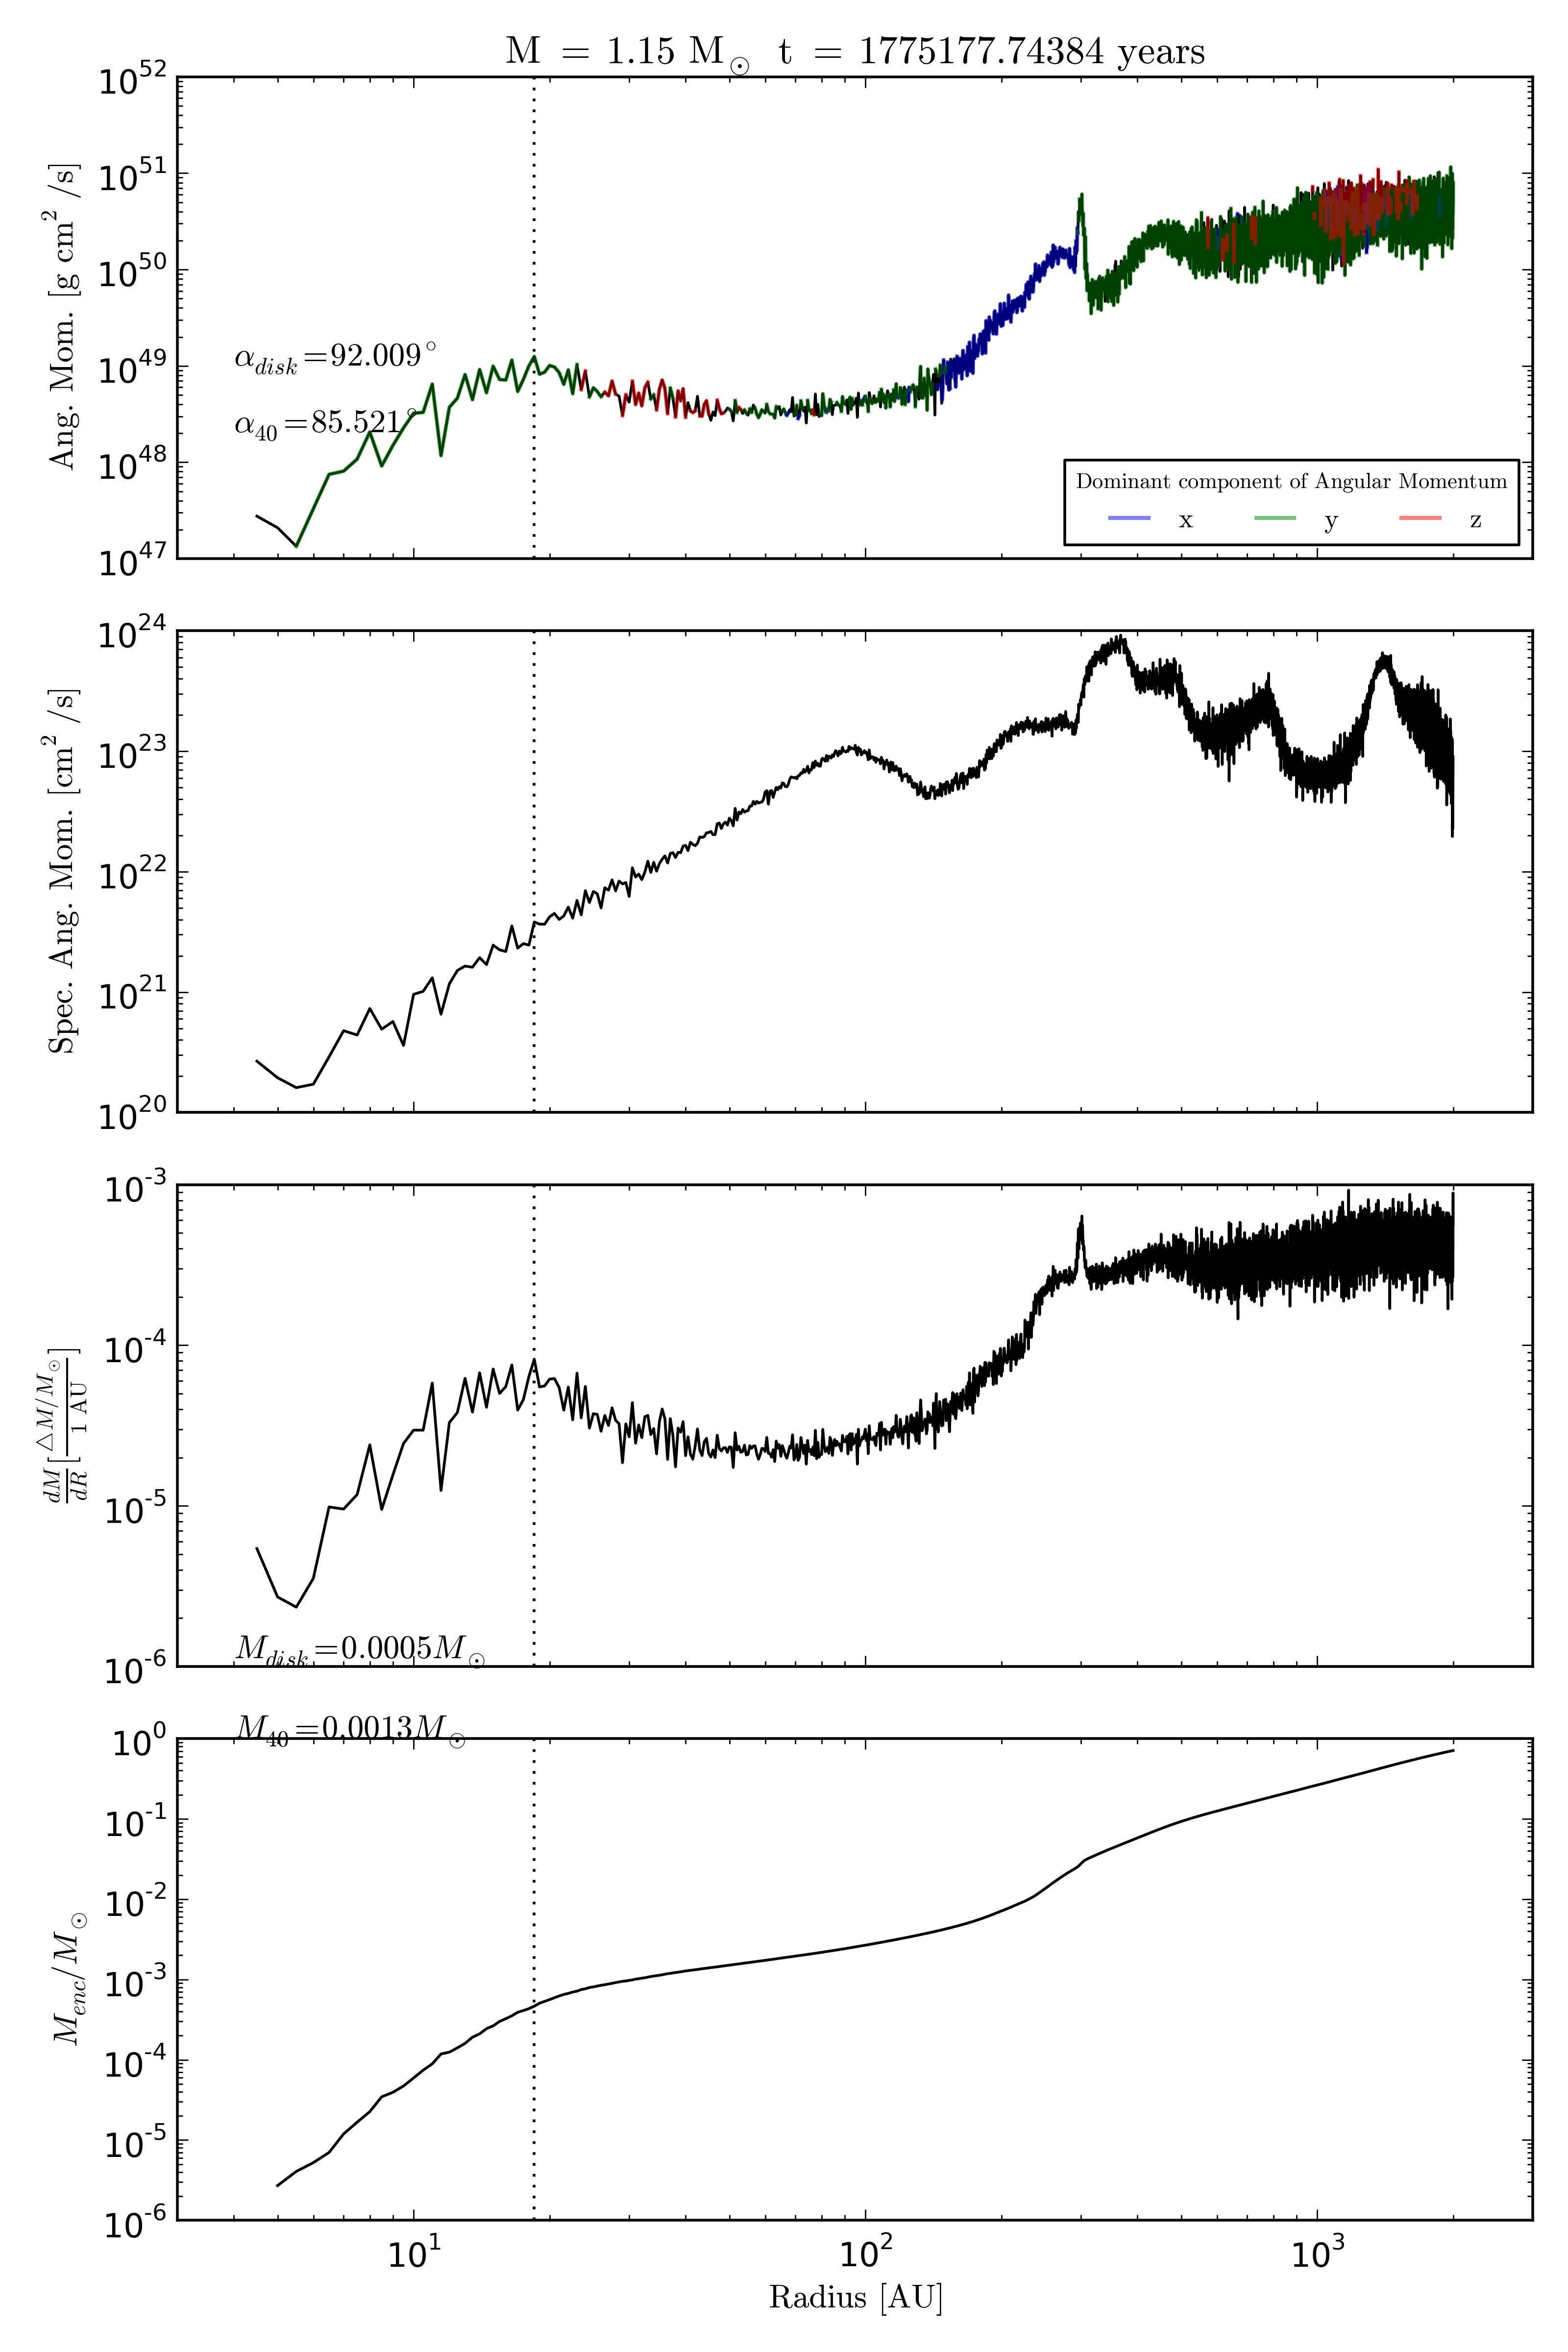 M = 1.15 M⊙ t = 1775177.74384 years
10^52
10^51
10^50
10^49
10^48
10^47
Ang. Mom. [g cm^2 /s]
α_disk = 92.009°
α_40 = 85.521°
Dominant component of Angular Momentum
x y z
10^24
10^23
10^22
10^21
10^20
Spec. Ang. Mom. [cm^2 /s]
10^-3
10^-4
10^-5
10^-6
dM/dR [△M/M⊙ / 1 AU]
M_disk = 0.0005M⊙
M_40 = 0.0013M⊙
10^0
10^-1
10^-2
10^-3
10^-4
10^-5
10^-6
M_enc/M⊙
10^1 10^2 10^3
Radius [AU]